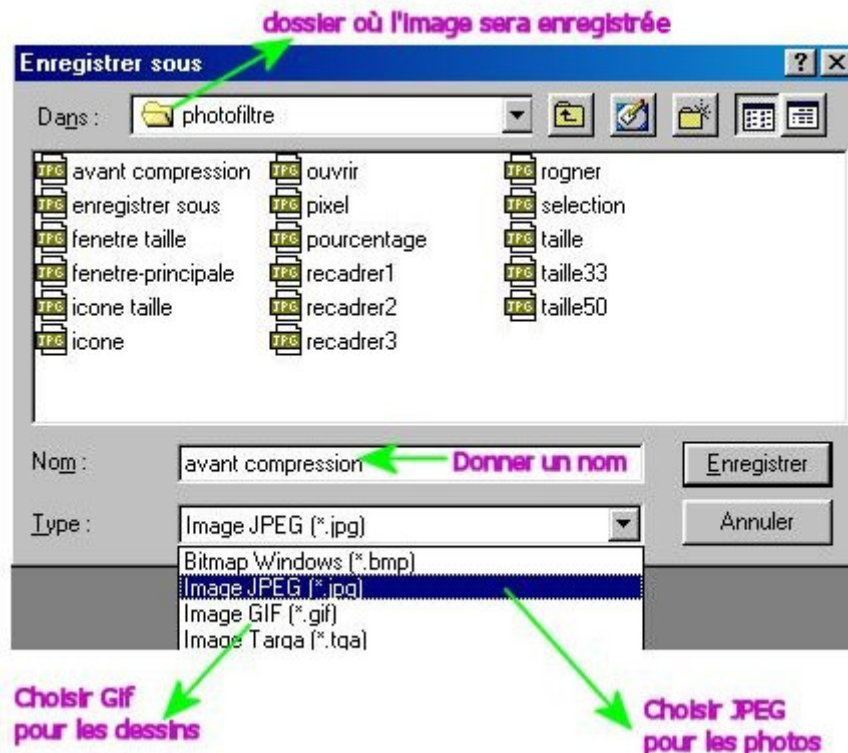 dossier où l'image sera enregistrée
Enregistrer sous
Dans :
photofiltre
avant compression
enregistrer sous
fenetre taille
fenetre-principale
icone taille
icone
ouvrir
pixel
pourcentage
recadrer1
recadrer2
recadrer3
rogner
selection
taille
taille33
taille50
Nom :
avant compression
Donner un nom
Enregistrer
Type :
Image JPEG (*.jpg)
Annuler
Bitmap Windows (*.bmp)
Image JPEG (*.jpg)
Image GIF (*.gif)
Image Targa (*.tga)
Choisir Gif
pour les dessins
Choisir JPEG
pour les photos